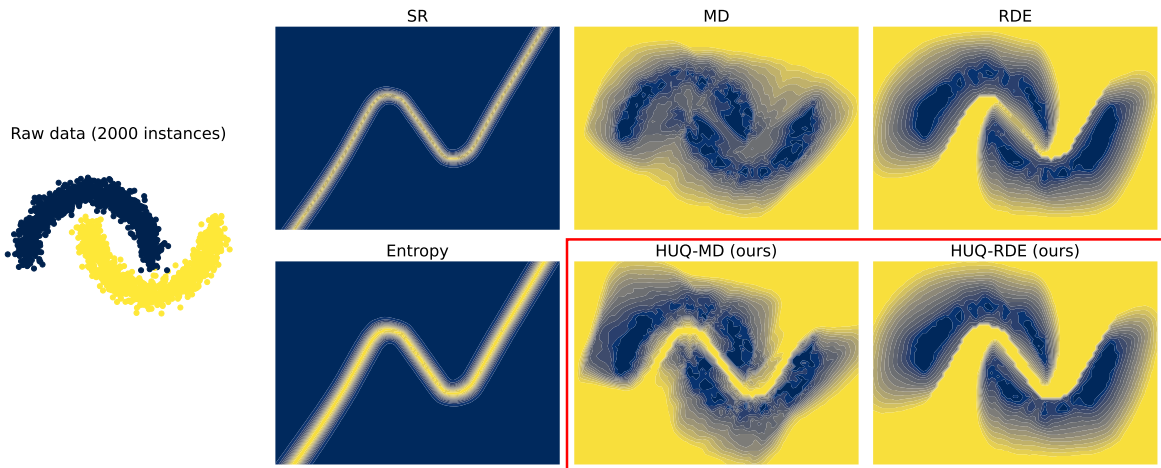 SR
MD
RDE
Raw data (2000 instances)
Entropy
HUQ-MD (ours)
HUQ-RDE (ours)